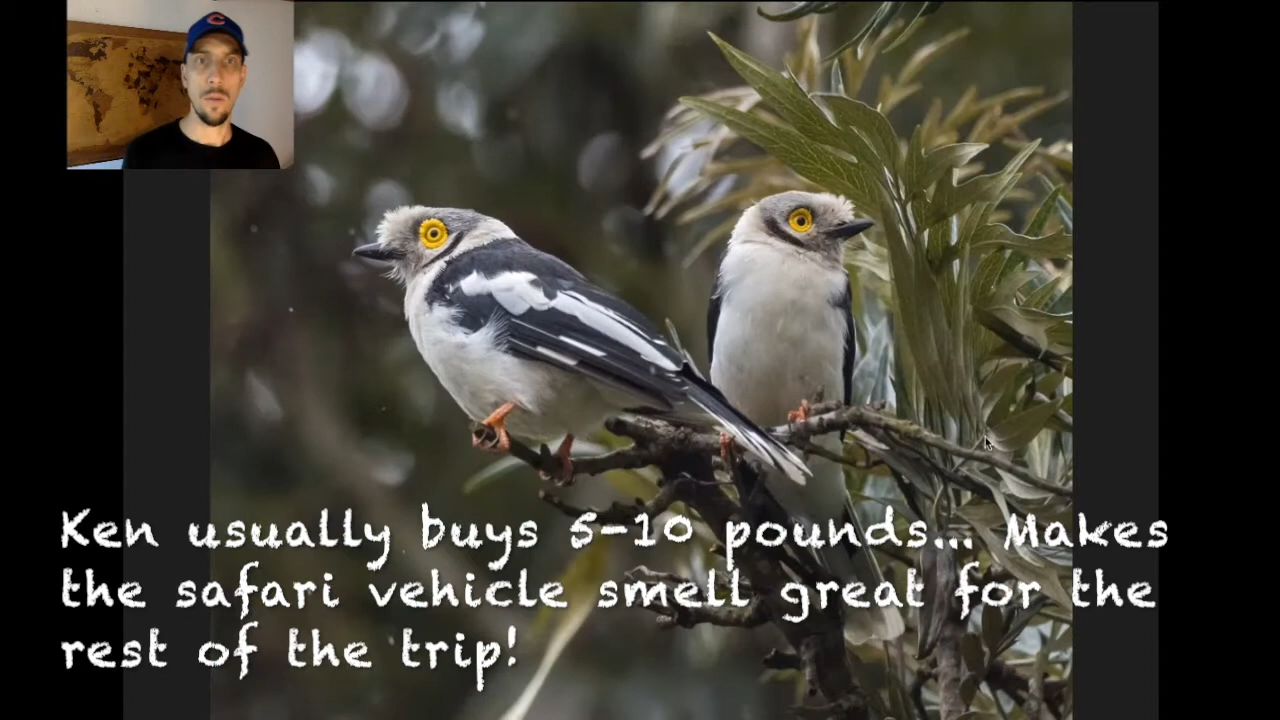 C
Ken usually buys 5-10 pounds... Makes
the safari vehicle smell great for the
rest of the trip!